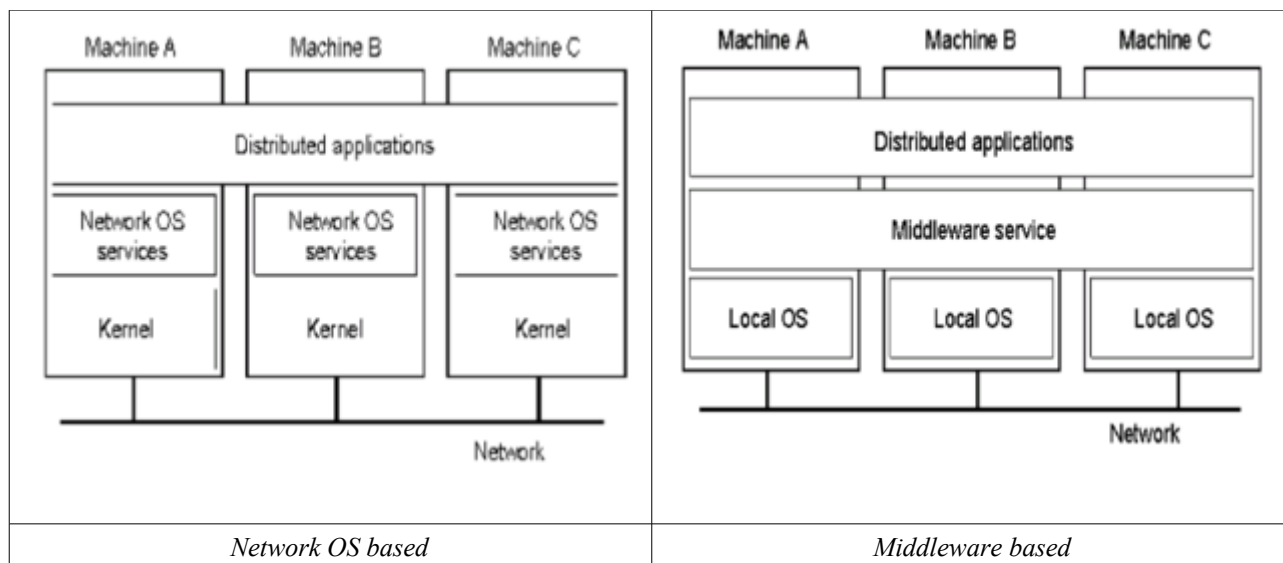 Machine A
Machine B
Machine C
Distributed applications
Network OS
services
Network OS
services
Network OS
services
Kernel
Kernel
Kernel
Network
Network OS based
Machine A
Machine B
Machine C
Distributed applications
Middleware service
Local OS
Local OS
Local OS
Network
Middleware based